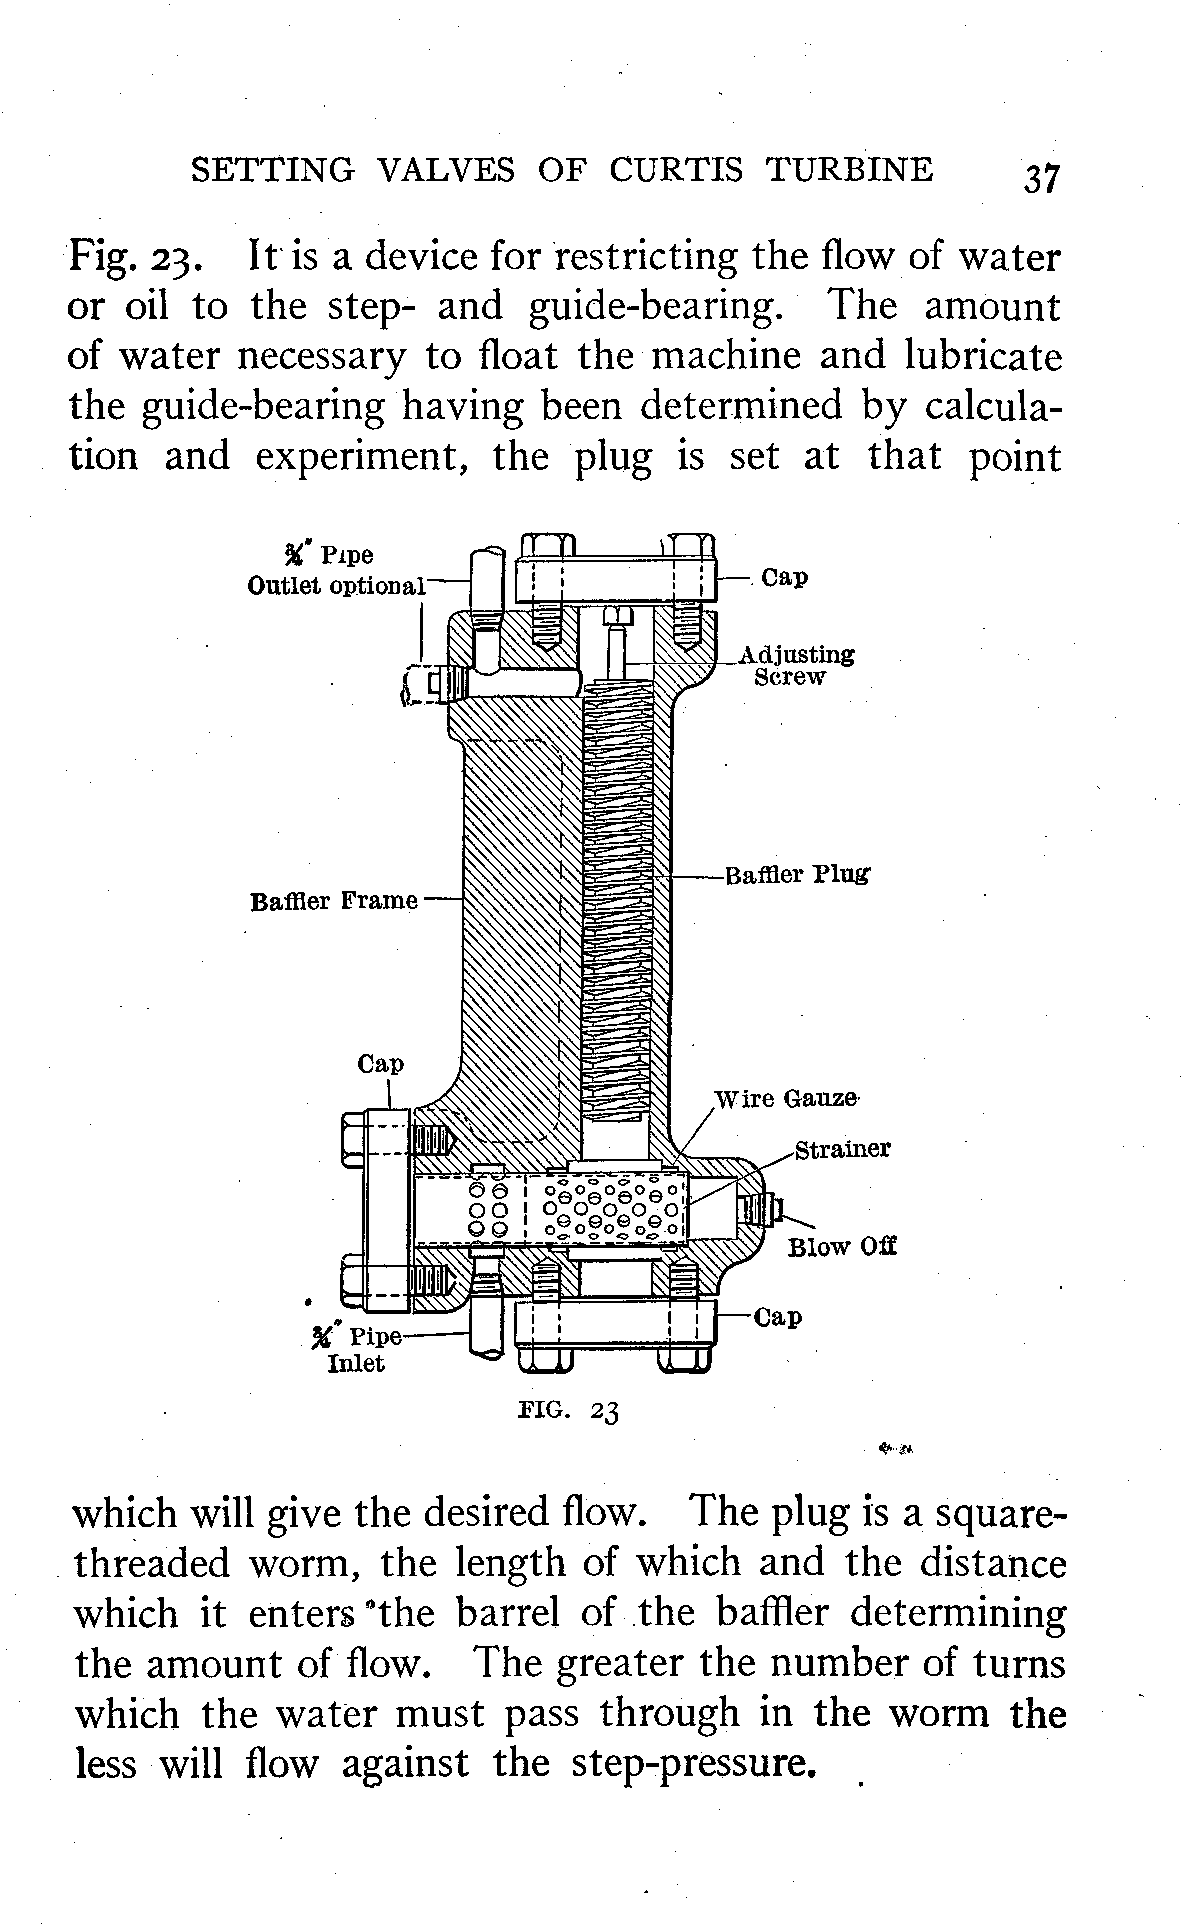 SETTING VALVES OF CURTIS TURBINE 37
Fig. 23. It is a device for restricting the flow of water
or oil to the step- and guide-bearing. The amount
of water necessary to float the machine and lubricate
the guide-bearing having been determined by calcula-
tion and experiment, the plug is set at that point
¾" Pipe
Outlet optional
Cap
Adjusting
Screw
Baffler Plug
Baffler Frame
Cap
Wire Gauze
Strainer
Blow Off
Cap
¾" Pipe
Inlet
FIG. 23
which will give the desired flow. The plug is a square-
threaded worm, the length of which and the distance
which it enters the barrel of the baffler determining
the amount of flow. The greater the number of turns
which the water must pass through in the worm the
less will flow against the step-pressure.